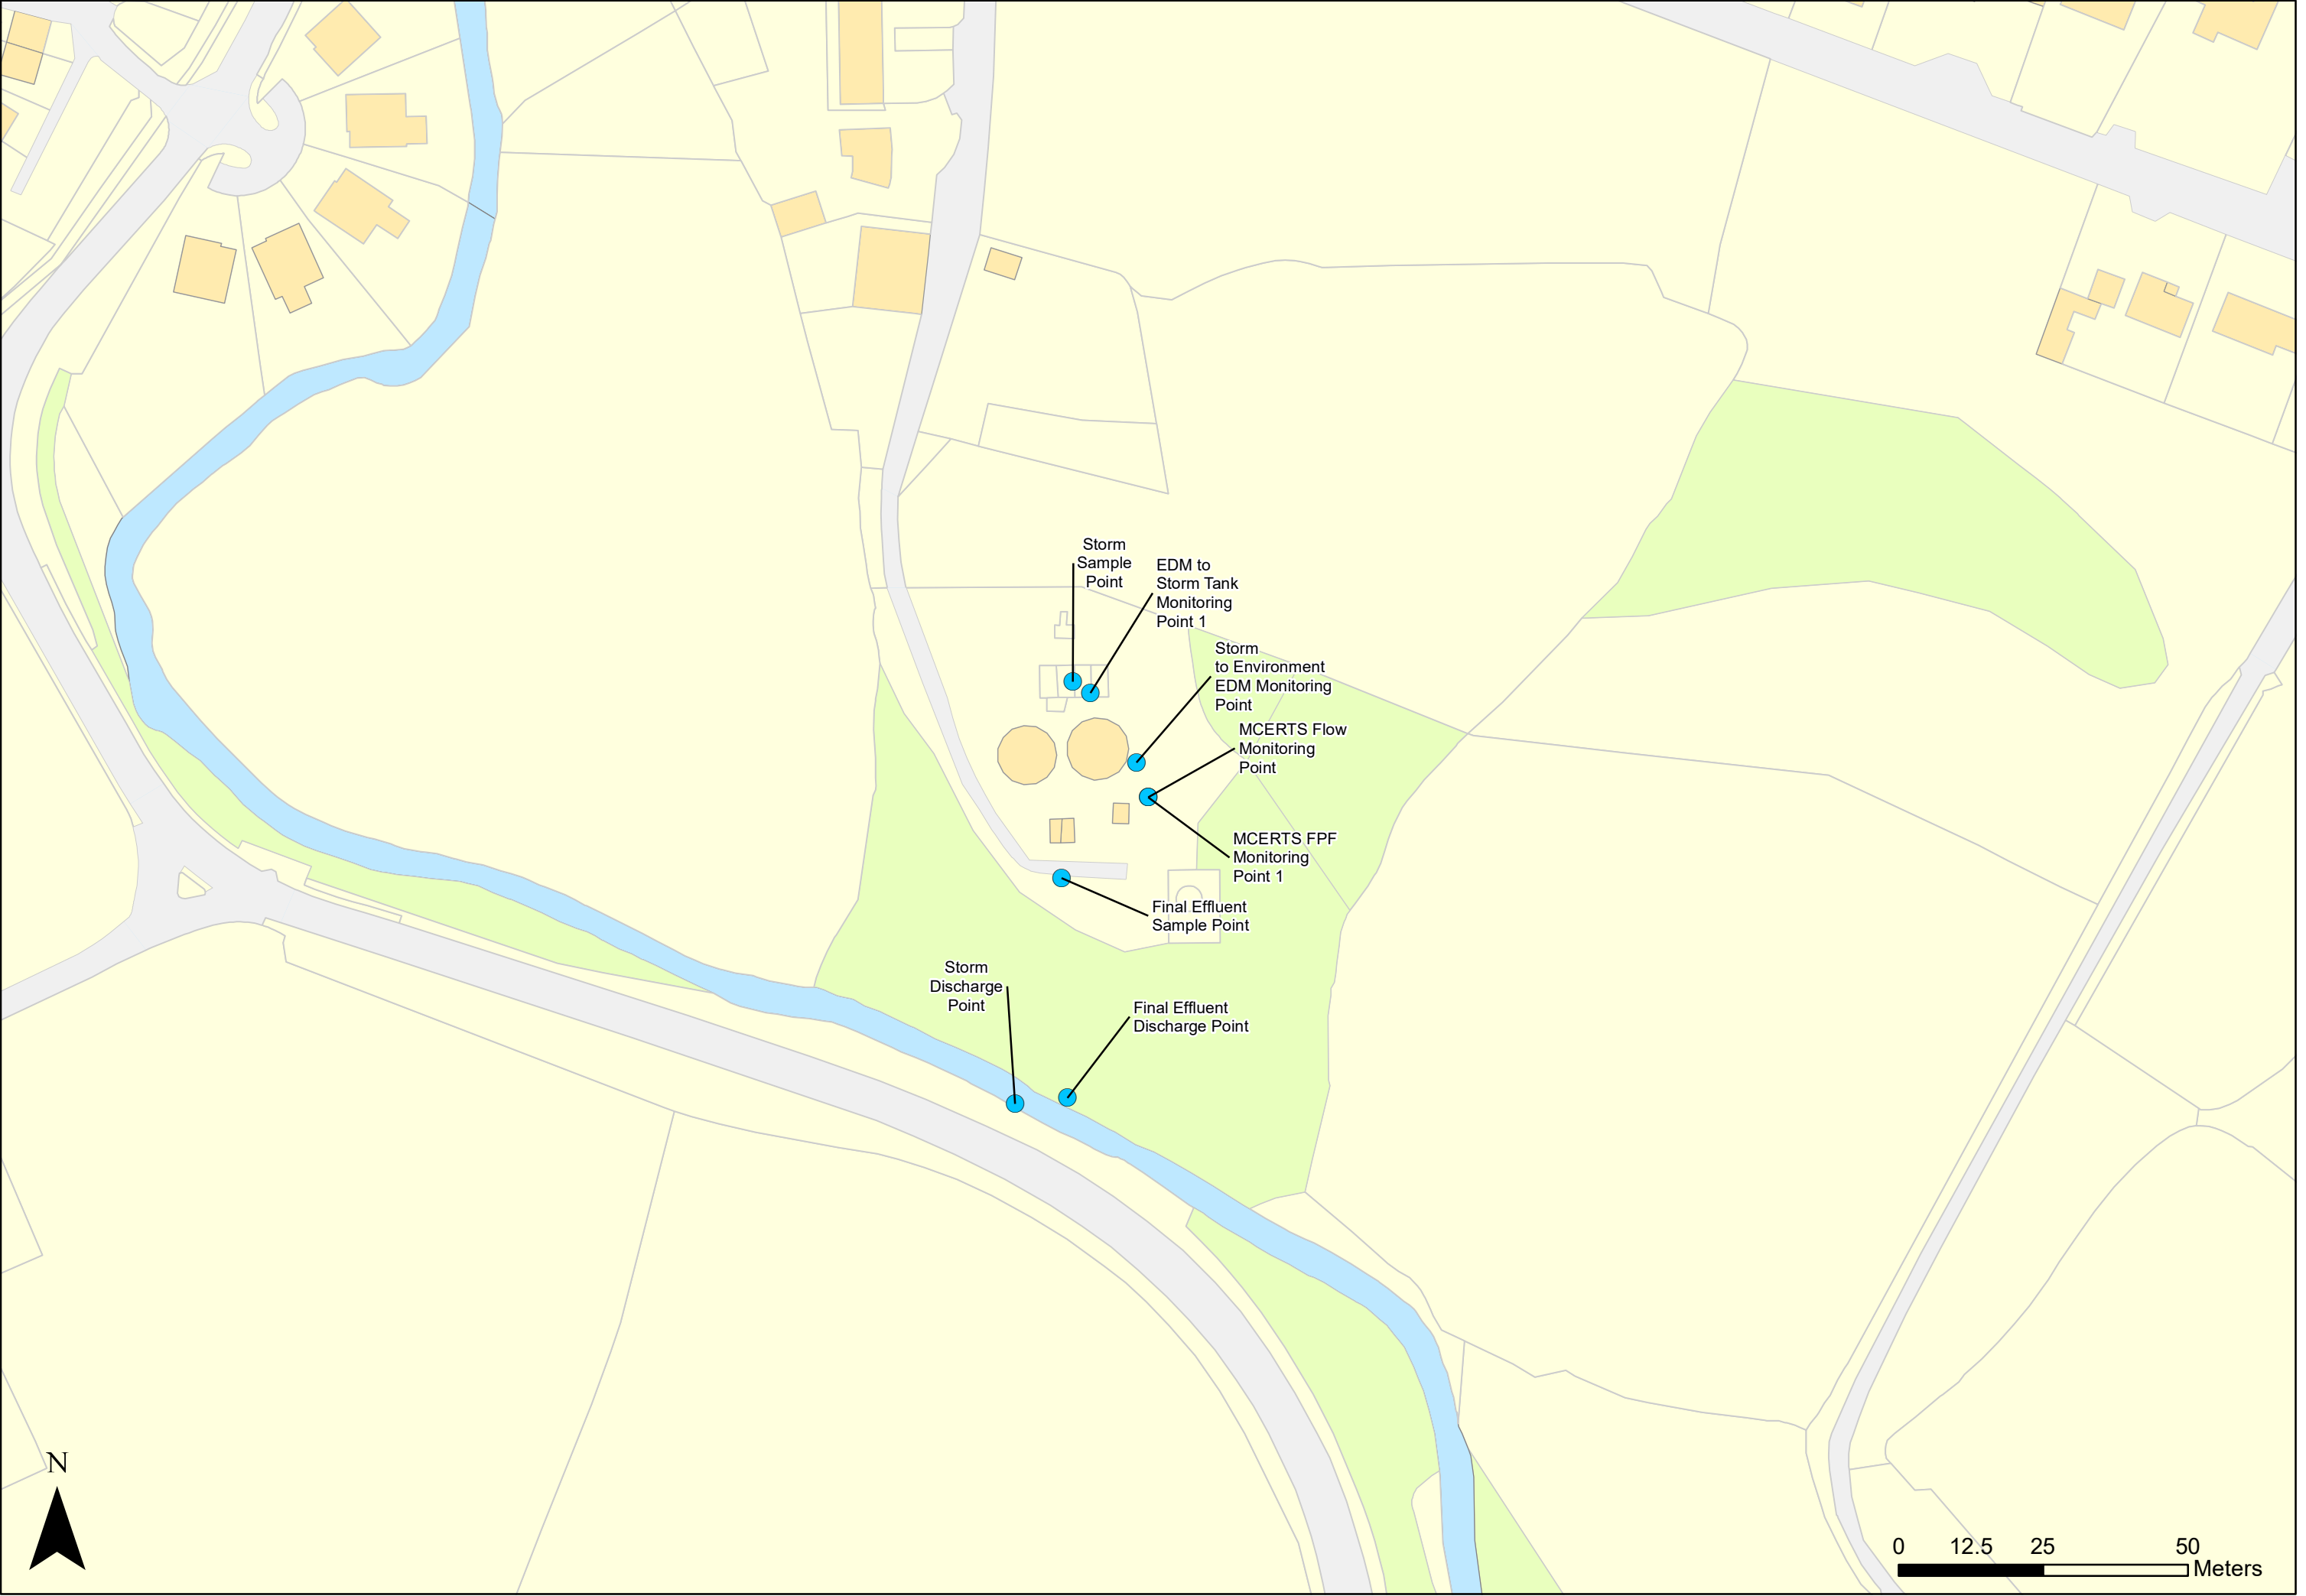 Storm
Sample
Point
EDM to
Storm Tank
Monitoring
Point 1
Storm
to Environment
EDM Monitoring
Point
MCERTS Flow
Monitoring
Point
MCERTS FPF
Monitoring
Point 1
Final Effluent
Sample Point
Storm
Discharge
Point
Final Effluent
Discharge Point
N
0 12.5 25 50
Meters